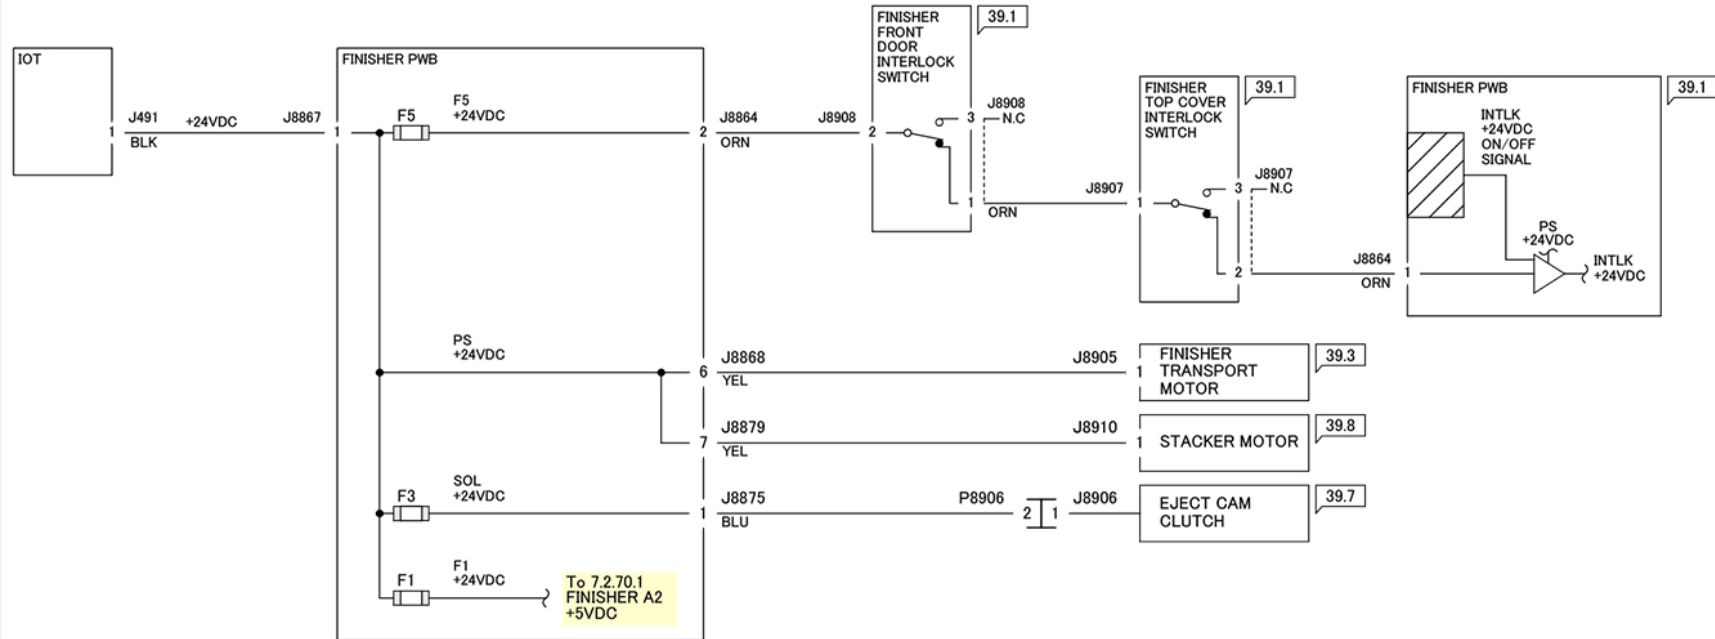 IOT
1
J491
BLK
+24VDC
J8867
FINISHER PWB
1
F5
F5
+24VDC
2
J8864
ORN
J8908
FINISHER
FRONT
DOOR
INTERLOCK
SWITCH
39.1
2
3
J8908
N.C
1
ORN
J8907
FINISHER
TOP COVER
INTERLOCK
SWITCH
39.1
1
3
J8907
N.C
2
J8864
ORN
FINISHER PWB
39.1
INTLK
+24VDC
ON/OFF
SIGNAL
1
PS
+24VDC
INTLK
+24VDC
PS
+24VDC
6
J8868
YEL
J8905
1
FINISHER
TRANSPORT
MOTOR
39.3
7
J8879
YEL
J8910
1
STACKER MOTOR
39.8
F3
SOL
+24VDC
1
J8875
BLU
P8906
2
1
J8906
EJECT CAM
CLUTCH
39.7
F1
F1
+24VDC
To 7.2.70.1
FINISHER A2
+5VDC